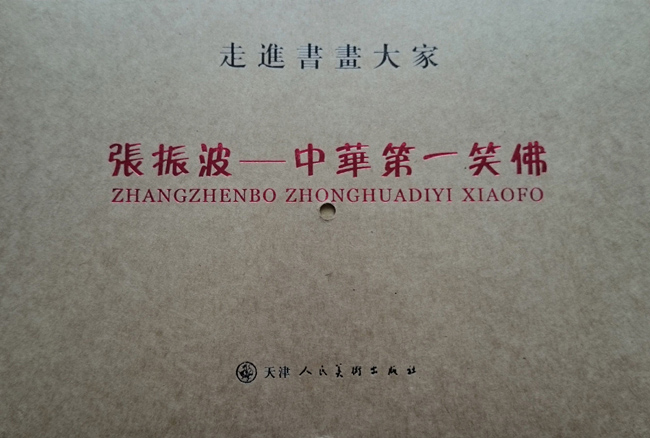 走進書畫大家
張振波——中華第一笑佛
ZHANGZHENBO ZHONGHUADIYI XIAOFO
天津人民美術出版社